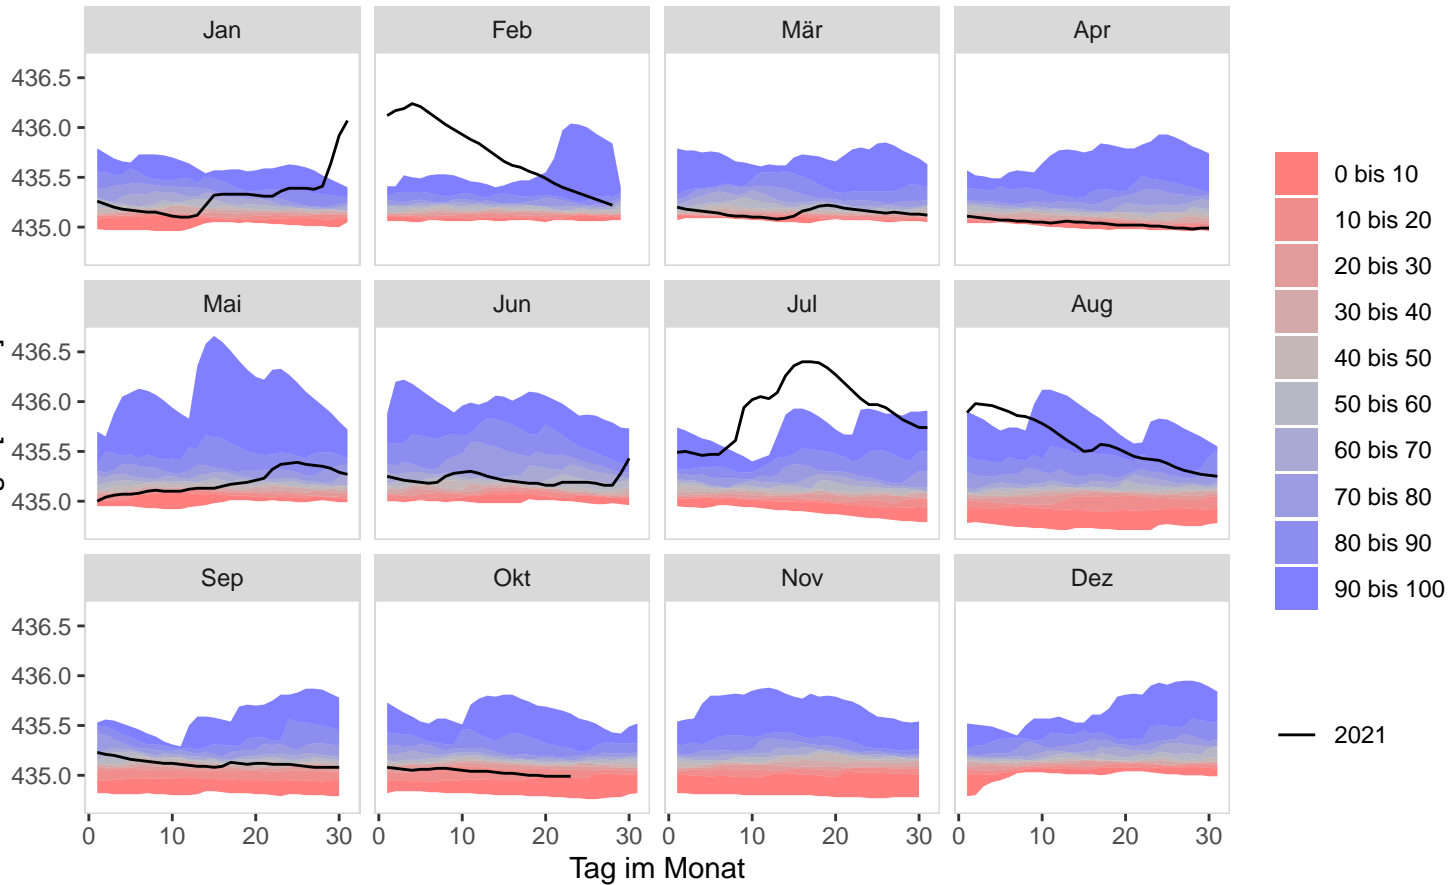 Jan Feb Mär Apr
436.5
436.0
435.5
435.0
Mai Jun Jul Aug
436.5
436.0
435.5
435.0
Sep Okt Nov Dez
436.5
436.0
435.5
435.0
0 10 20 30 0 10 20 30 0 10 20 30 0 10 20 30
Tag im Monat
0 bis 10
10 bis 20
20 bis 30
30 bis 40
40 bis 50
50 bis 60
60 bis 70
70 bis 80
80 bis 90
90 bis 100
2021